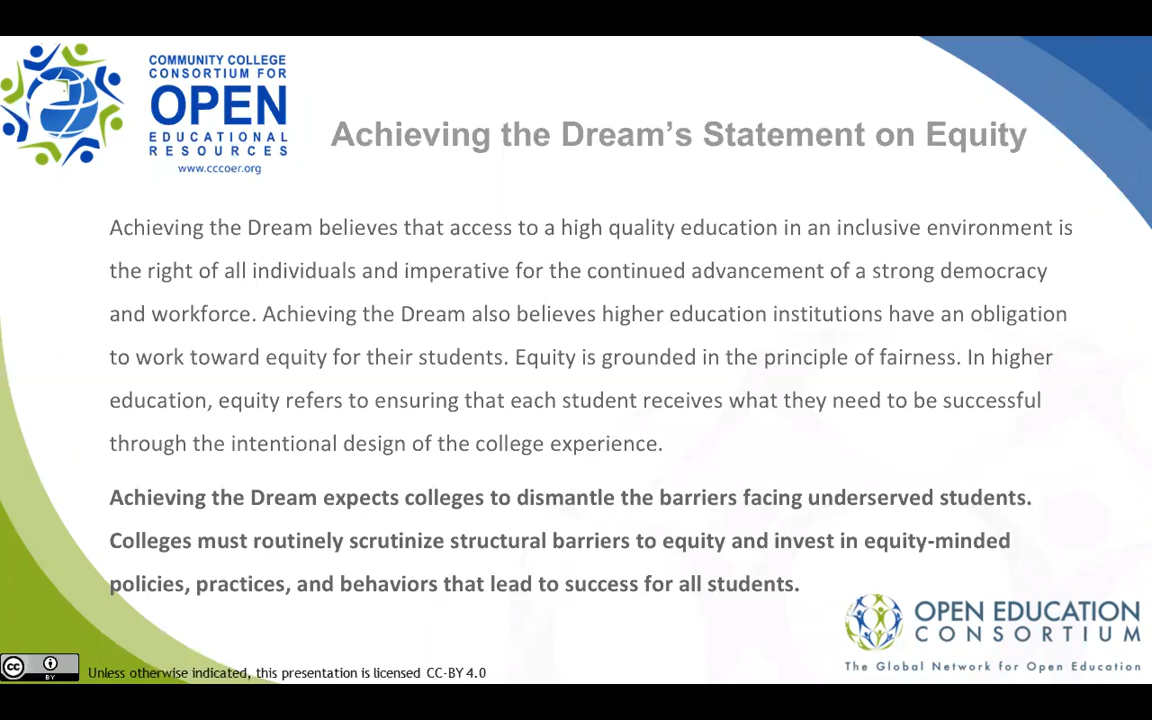 COMMUNITY COLLEGE
CONSORTIUM FOR
OPEN
EDUCATIONAL
RESOURCES
www.cccoer.org
Achieving the Dream’s Statement on Equity
Achieving the Dream believes that access to a high quality education in an inclusive environment is
the right of all individuals and imperative for the continued advancement of a strong democracy
and workforce. Achieving the Dream also believes higher education institutions have an obligation
to work toward equity for their students. Equity is grounded in the principle of fairness. In higher
education, equity refers to ensuring that each student receives what they need to be successful
through the intentional design of the college experience.
Achieving the Dream expects colleges to dismantle the barriers facing underserved students.
Colleges must routinely scrutinize structural barriers to equity and invest in equity-minded
policies, practices, and behaviors that lead to success for all students.
OPEN EDUCATION
CONSORTIUM
The Global Network for Open Education
cc
BY
Unless otherwise indicated, this presentation is licensed CC-BY 4.0